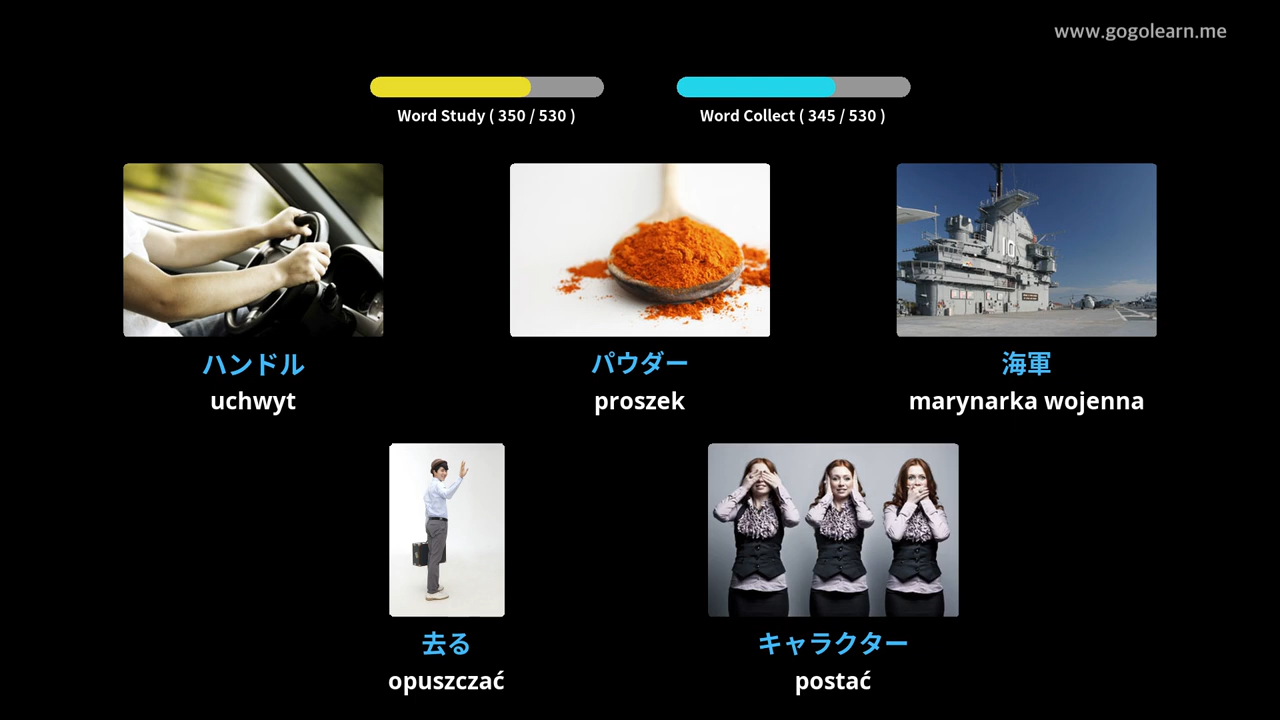 www.gogolearn.me
Word Study ( 350 / 530 )
Word Collect ( 345 / 530 )
10
ハンドル
uchwyt
パウダー
proszek
海軍
marynarka wojenna
去る
opuszczać
キャラクター
postać